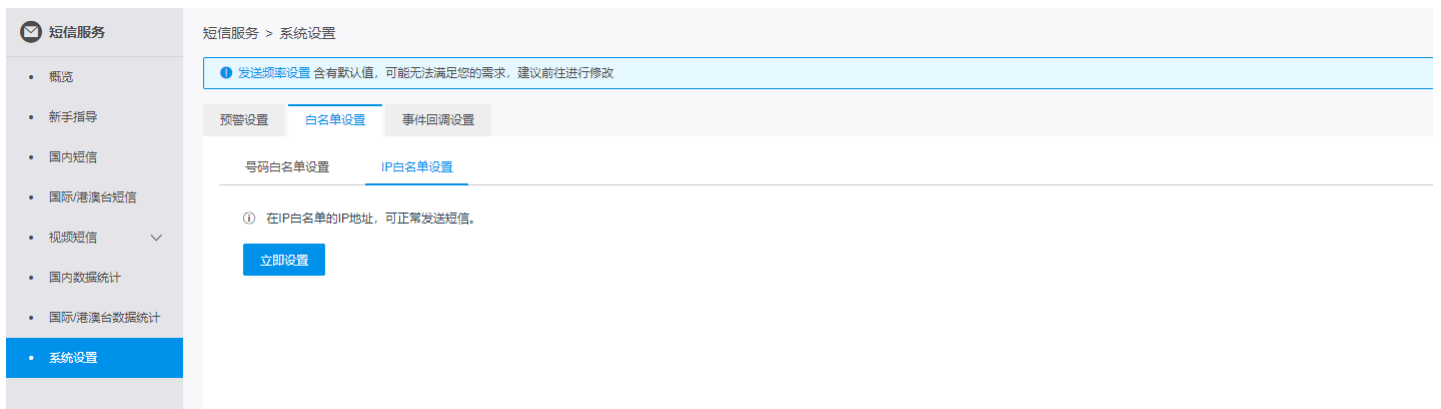 短信服务
概览
新手指导
国内短信
国际/港澳台短信
视频短信
国内数据统计
国际/港澳台数据统计
系统设置
短信服务 > 系统设置
发送频率设置 含有默认值，可能无法满足您的需求，建议前往进行修改
预警设置 白名单设置 事件回调设置
号码白名单设置 IP白名单设置
在IP白名单的IP地址，可正常发送短信。
立即设置